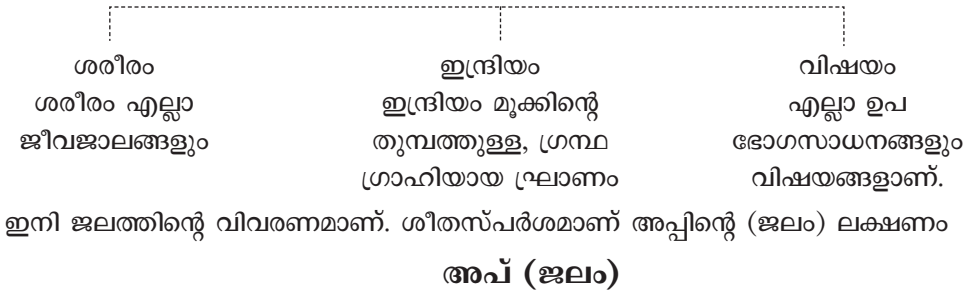 ശരീരം ഇന്ദ്രിയം വിഷയം
ശരീരം എല്ലാ ഇന്ദ്രിയം മൂക്കിന്റെ എല്ലാ ഉപ
ജീവജാലങ്ങളും തുമ്പത്തുള്ള, ഗ്രന്ഥ ഭോഗസാധനങ്ങളും
ഗ്രാഹിയായ ഘ്രാണം വിഷയങ്ങളാണ്.
ഇനി ജലത്തിന്റെ വിവരണമാണ്. ശീതസ്പർശമാണ് അപ്പിന്റെ (ജലം) ലക്ഷണം
അപ് (ജലം)